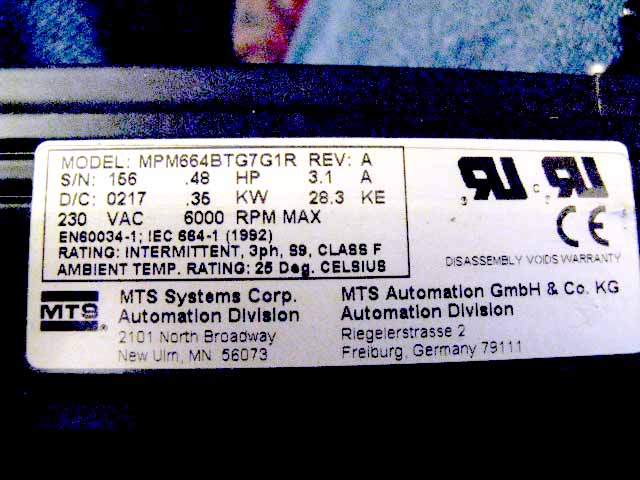 MODEL: MPM664BTG7G1R REV: A
S/N: 156 .48 HP 3.1 A
D/C: 0217 .35 KW 28.3 KE
230 VAC 6000 RPM MAX
EN60034-1; IEC 664-1 (1992)
RATING: INTERMITTENT, 3ph, S9, CLASS F
AMBIENT TEMP. RATING: 25 Deg. CELSIUS
RU c RU
CE
DISASSEMBLY VOIDS WARRANTY
MTS®
MTS Systems Corp.
Automation Division
2101 North Broadway
New Ulm, MN 56073
MTS Automation GmbH & Co. KG
Automation Division
Riegelerstrasse 2
Freiburg, Germany 79111